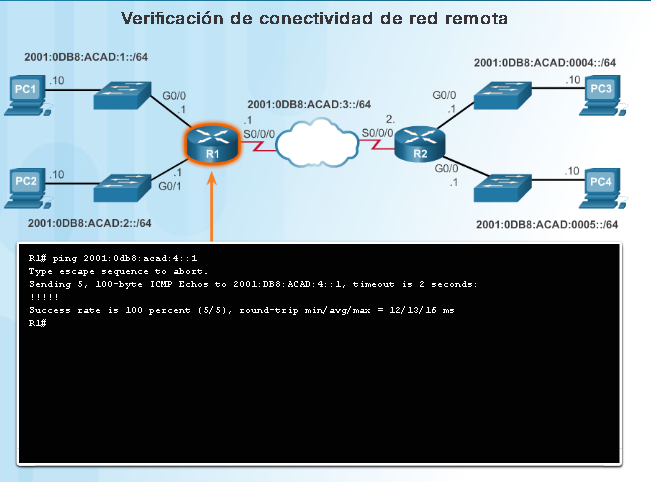 Verificación de conectividad de red remota
2001:0DB8:ACAD:1::/64
2001:0DB8:ACAD:0004::/64
.10
PC1
G0/0
.1
2001:0DB8:ACAD:3::/64
G0/0
.1
.10
PC3
.1
S0/0/0
R1
2.
S0/0/0
R2
.10
PC2
.1
G0/1
G0/0
.1
.10
PC4
2001:0DB8:ACAD:2::/64
2001:0DB8:ACAD:0005::/64
R1# ping 2001:0db8:acad:4::1
Type escape sequence to abort.
Sending 5, 100-byte ICMP Echos to 2001:DB8:ACAD:4::1, timeout is 2 seconds:
!!!!!
Success rate is 100 percent (5/5), round-trip min/avg/max = 12/13/16 ms
R1#